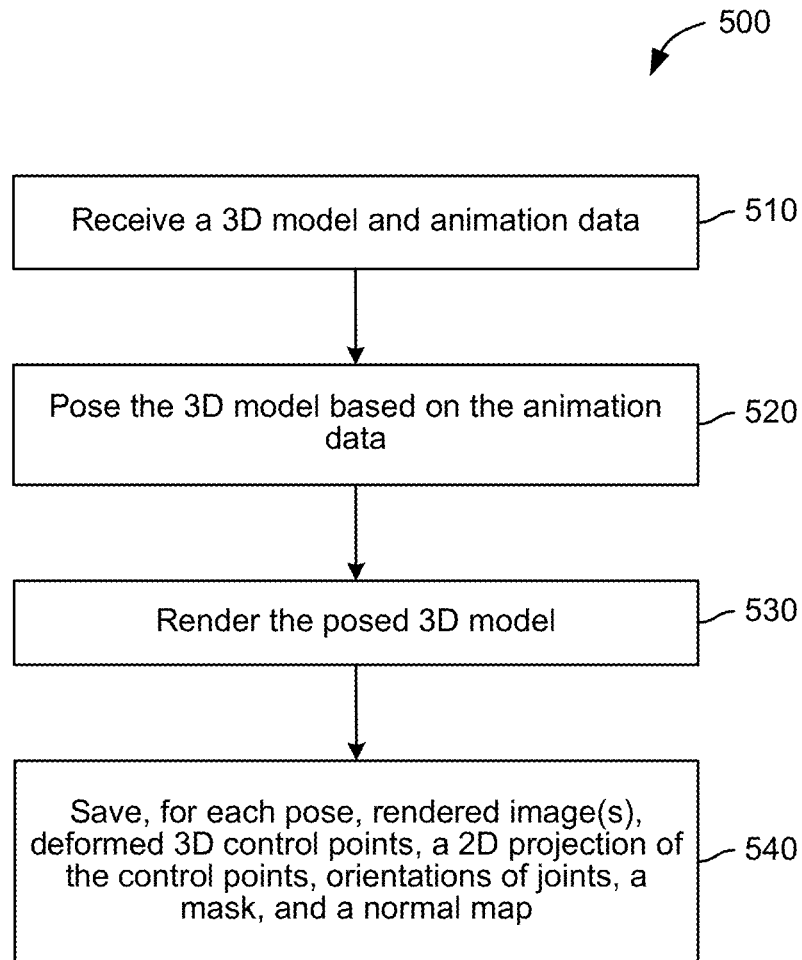 500
Receive a 3D model and animation data
510
Pose the 3D model based on the animation
data
520
Render the posed 3D model
530
Save, for each pose, rendered image(s),
deformed 3D control points, a 2D projection of
the control points, orientations of joints, a
mask, and a normal map
540